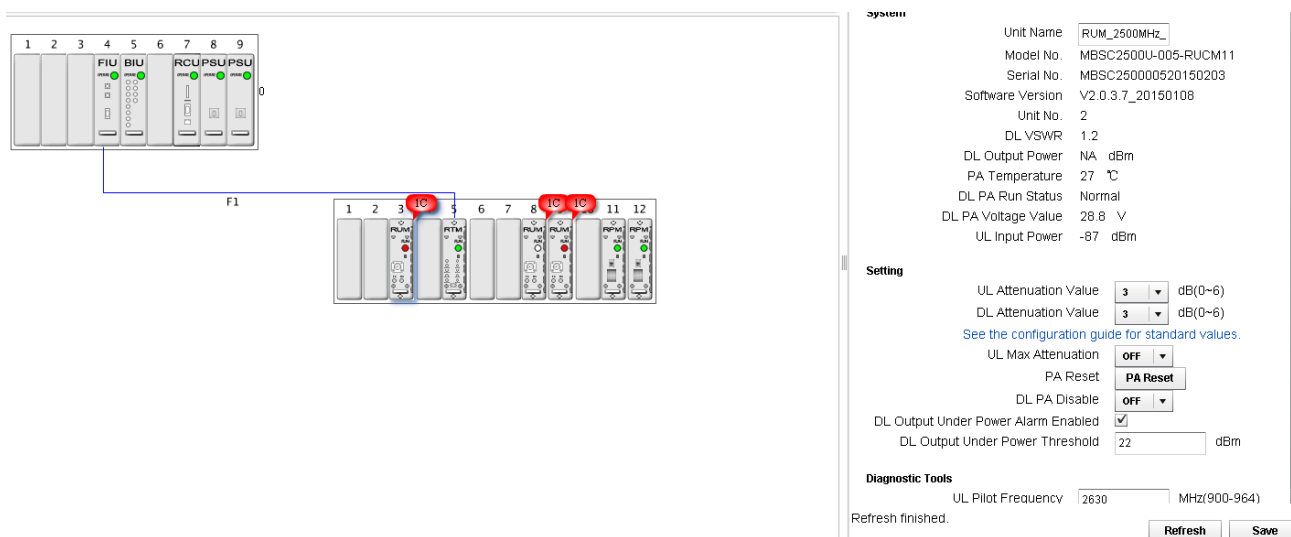 1 2 3 4 5 6 7 8 9
FIU BIU RCU PSU PSU
0
F1
1C 1C 1C
1 2 3 5 6 7 8 11 12
RUM RTM RUM RUM RPM RPM
RUN RUN RUN RUN RUN RUN
System
Unit Name RUM_2500MHz_
Model No. MBSC2500U-005-RUCM11
Serial No. MBSC250000520150203
Software Version V2.0.3.7_20150108
Unit No. 2
DL VSWR 1.2
DL Output Power NA dBm
PA Temperature 27 ℃
DL PA Run Status Normal
DL PA Voltage Value 28.8 V
UL Input Power -87 dBm
Setting
UL Attenuation Value 3 dB(0~6)
DL Attenuation Value 3 dB(0~6)
See the configuration guide for standard values.
UL Max Attenuation OFF
PA Reset PA Reset
DL PA Disable OFF
DL Output Under Power Alarm Enabled
DL Output Under Power Threshold 22 dBm
Diagnostic Tools
UL Pilot Frequency 2630 MHz(900-964)
Refresh finished.
Refresh Save